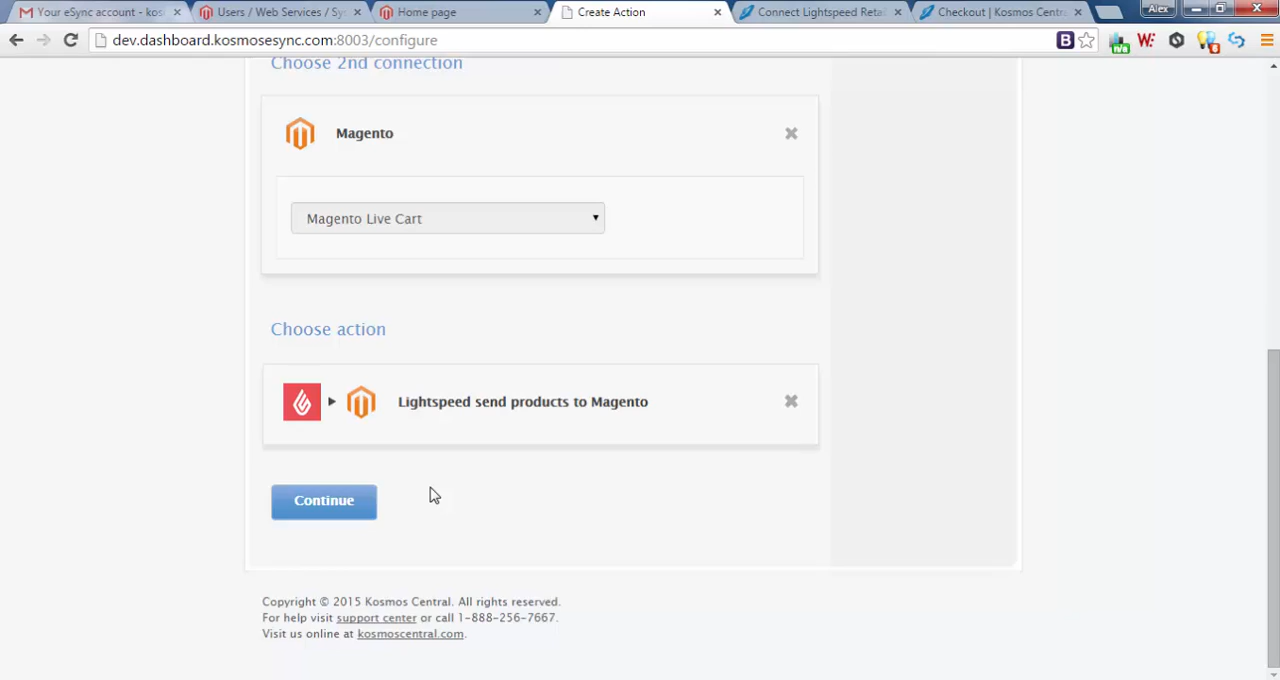 Your eSync account - kos
Users / Web Services / Sy
Home page
Create Action
Connect Lightspeed Reta
Checkout | Kosmos Centra
Alex
dev.dashboard.kosmosesync.com:8003/configure
Choose 2nd connection
Magento
Magento Live Cart
Choose action
Lightspeed send products to Magento
Continue
Copyright © 2015 Kosmos Central. All rights reserved.
For help visit support center or call 1-888-256-7667.
Visit us online at kosmoscentral.com.